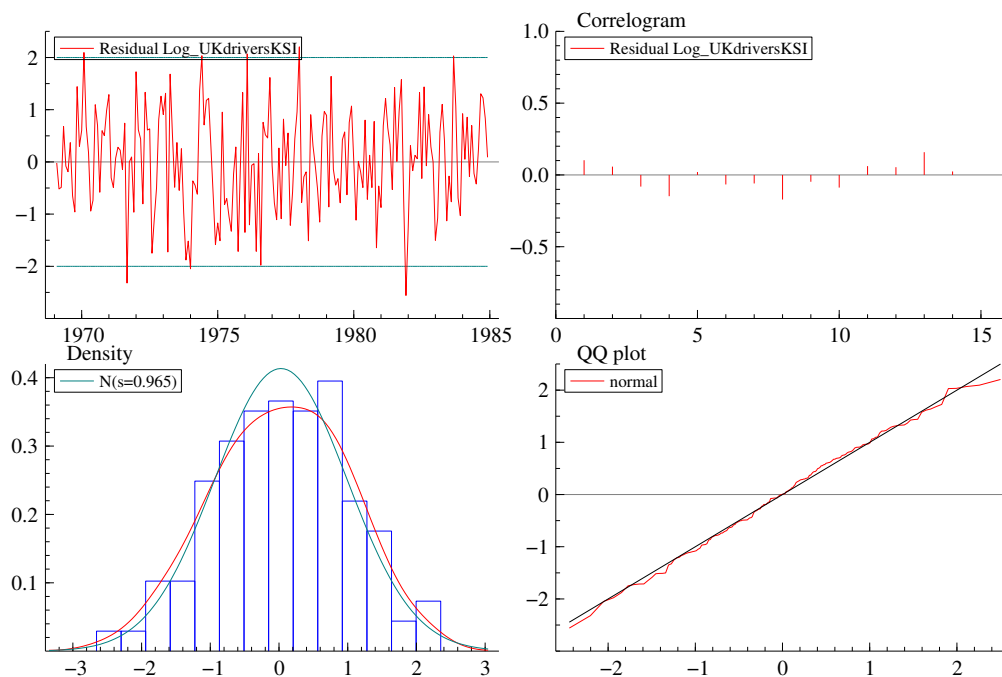 Residual Log_UKdriversKSI
2
1
0
−1
−2
1970 1975 1980 1985
Correlogram
Residual Log_UKdriversKSI
1.0
0.5
0.0
−0.5
0 5 10 15
Density
N(s=0.965)
0.4
0.3
0.2
0.1
−3 −2 −1 0 1 2 3
QQ plot
normal
2
1
0
−1
−2
−2 −1 0 1 2